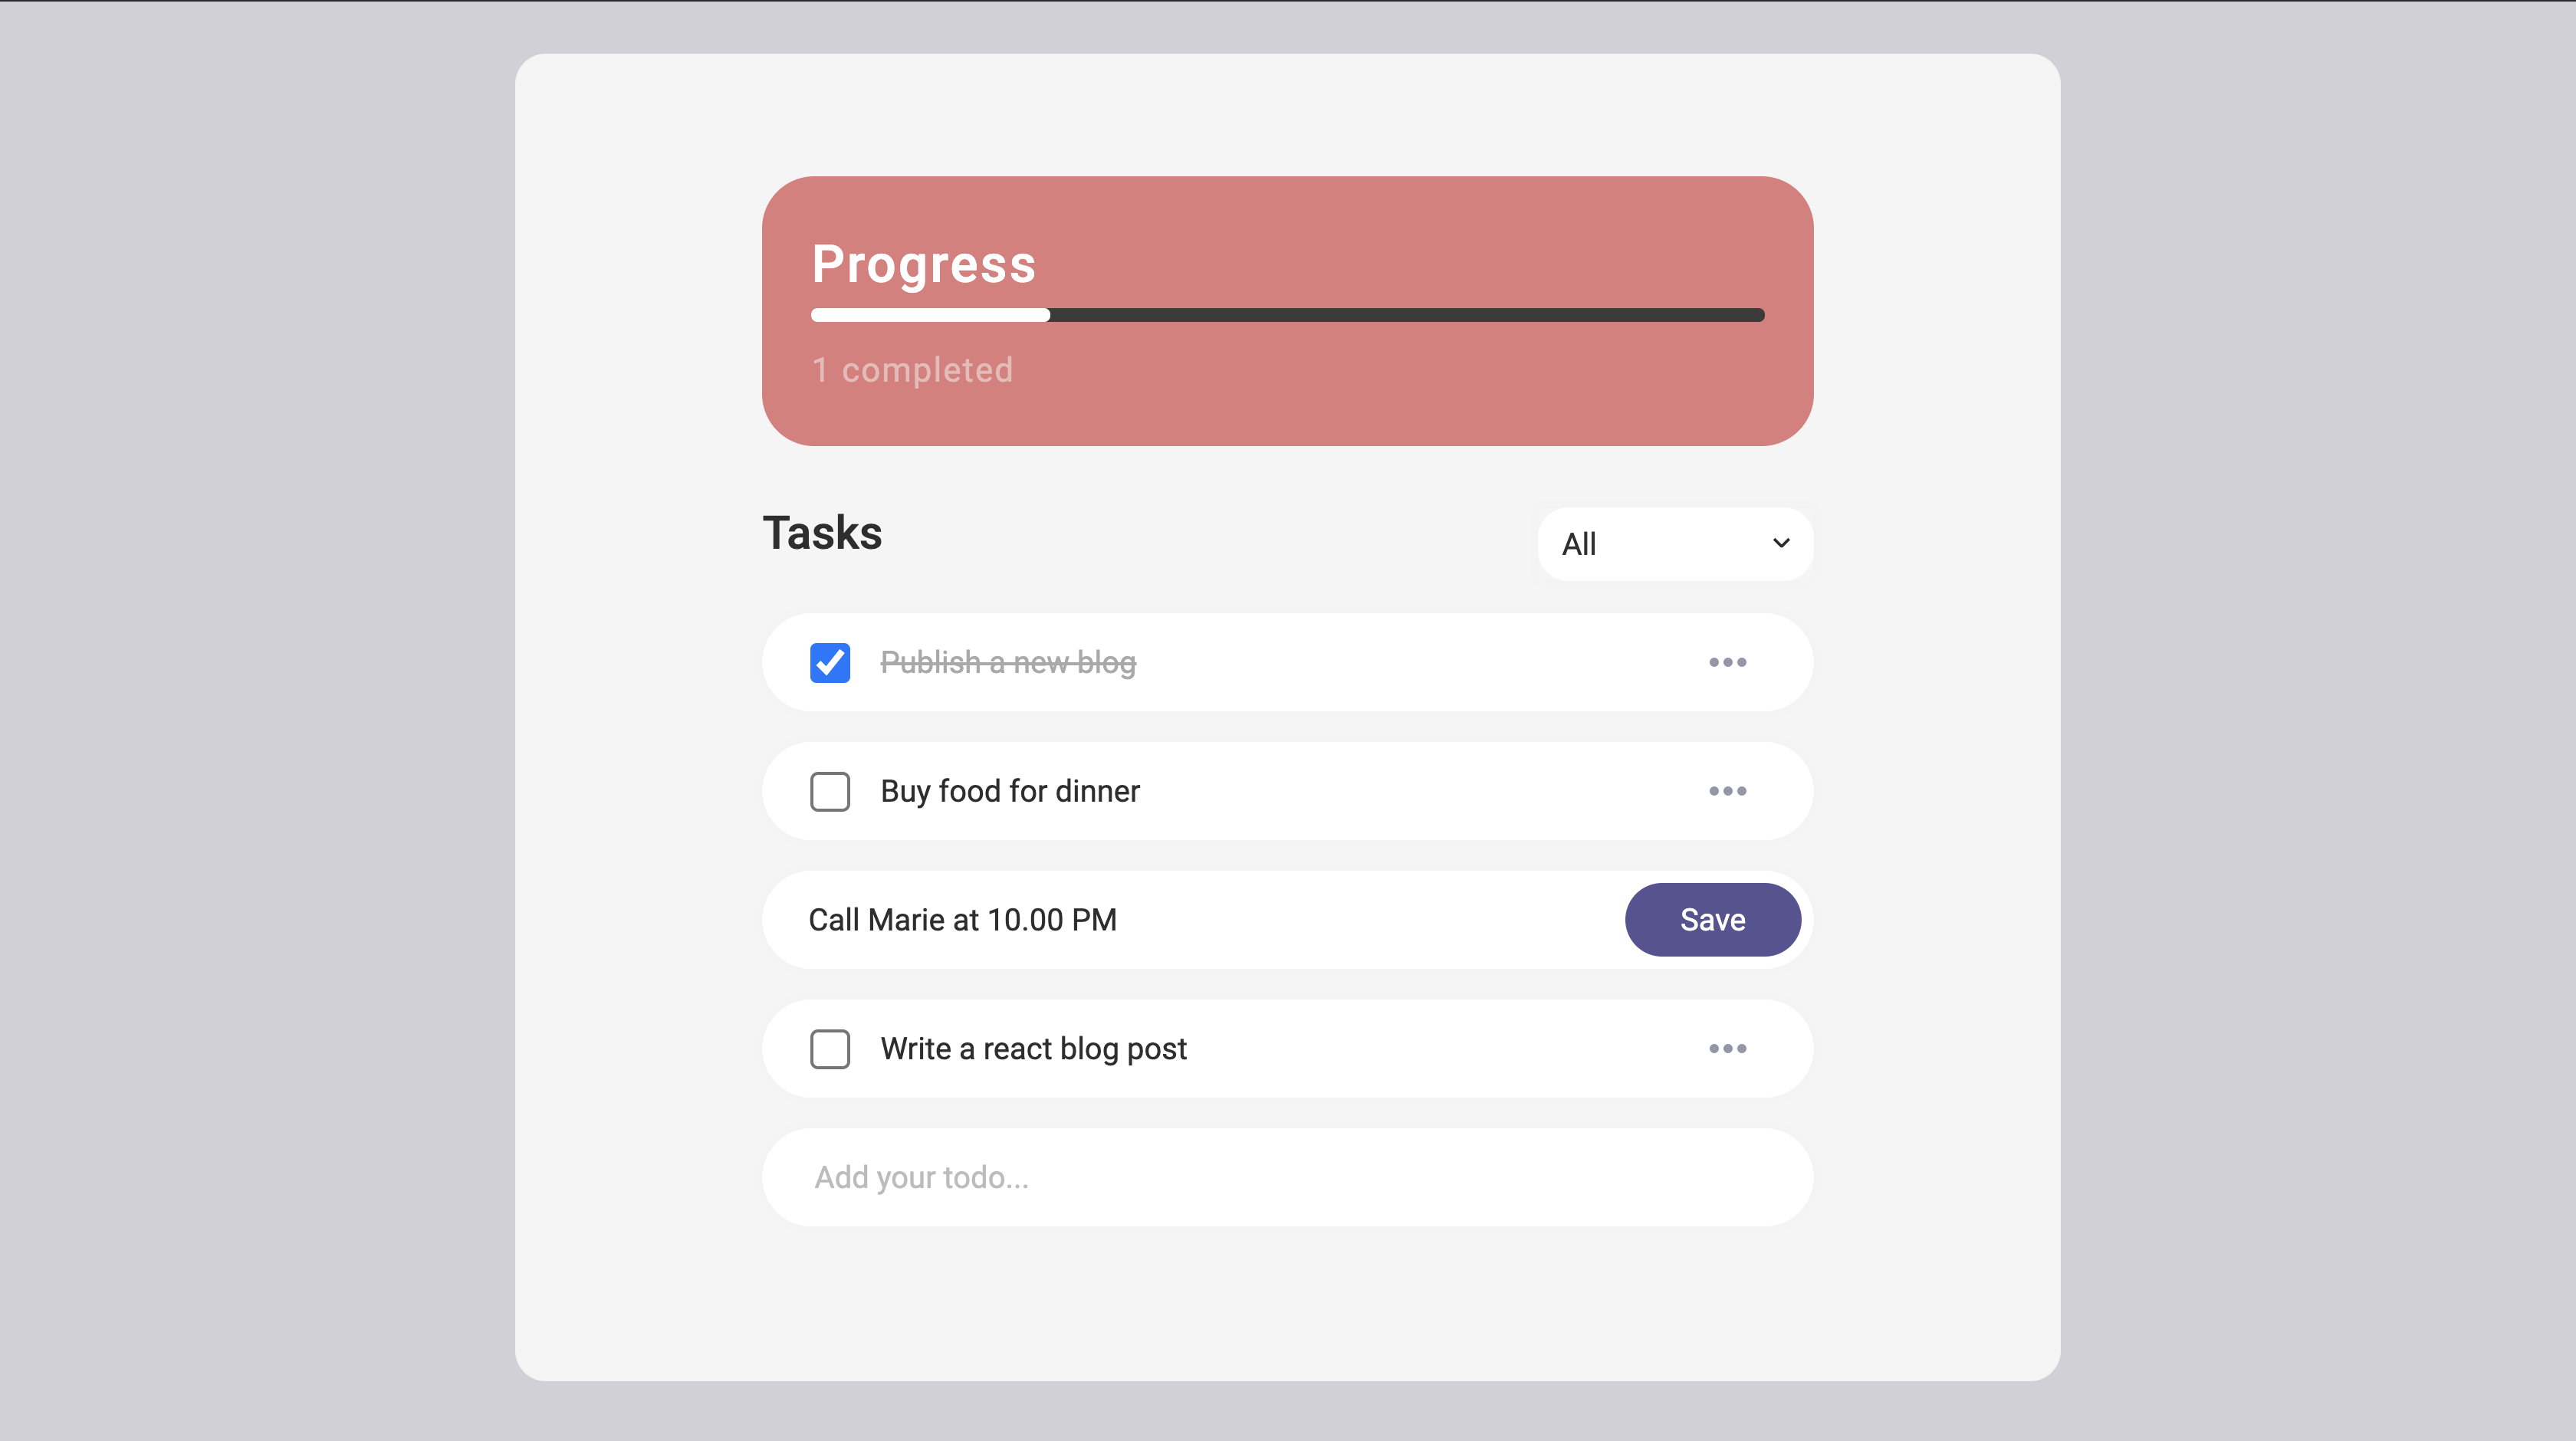 Progress
1 completed
Tasks
All
Publish a new blog
Buy food for dinner
Call Marie at 10.00 PM
Save
Write a react blog post
Add your todo...